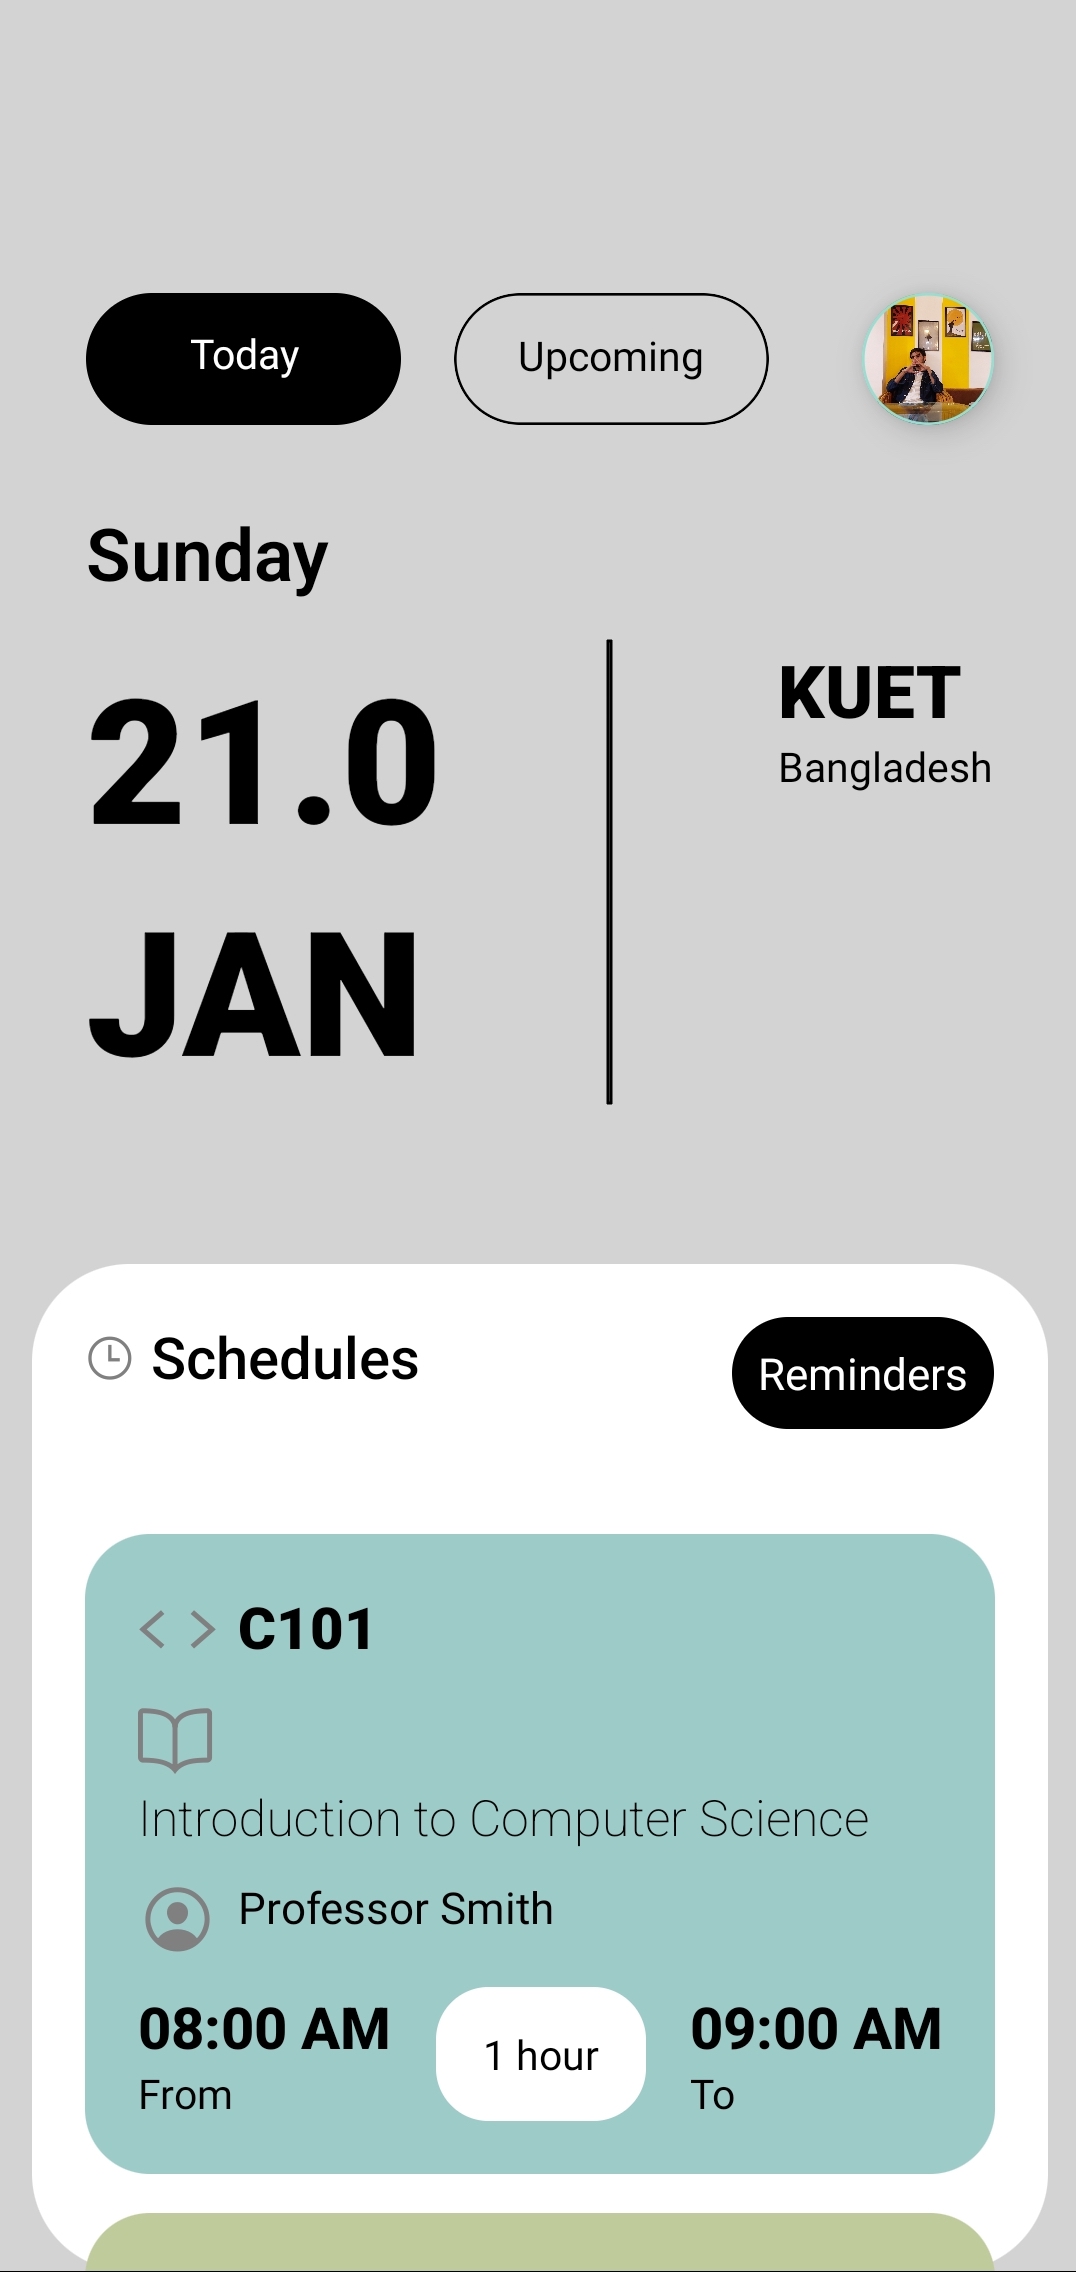 Today
Upcoming
Sunday
21.0
JAN
KUET
Bangladesh
Schedules
Reminders
C101
Introduction to Computer Science
Professor Smith
08:00 AM
From
1 hour
09:00 AM
To